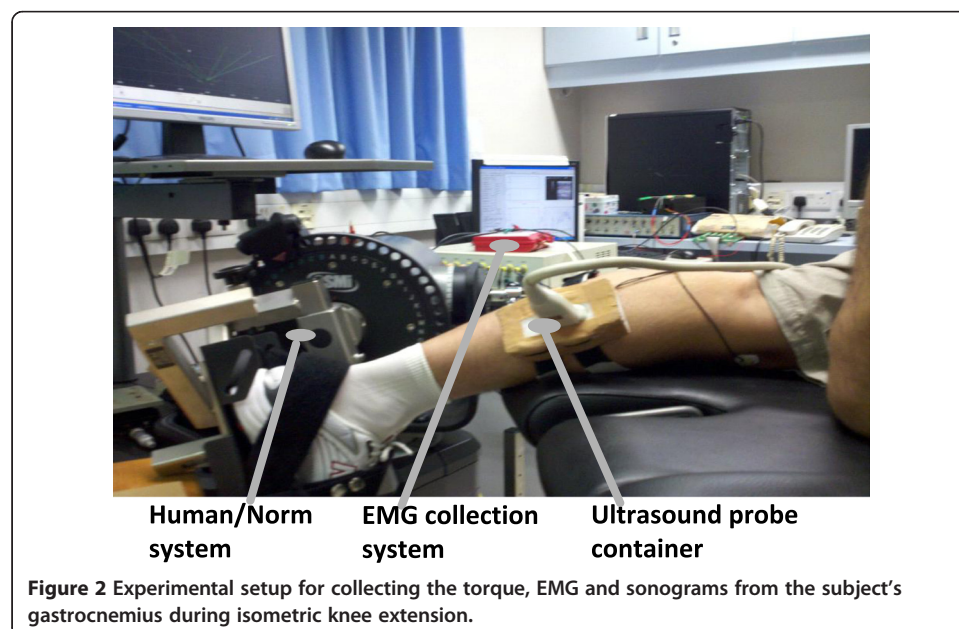 CSMI
Human/Norm
system
EMG collection
system
Ultrasound probe
container
Figure 2 Experimental setup for collecting the torque, EMG and sonograms from the subject's
gastrocnemius during isometric knee extension.